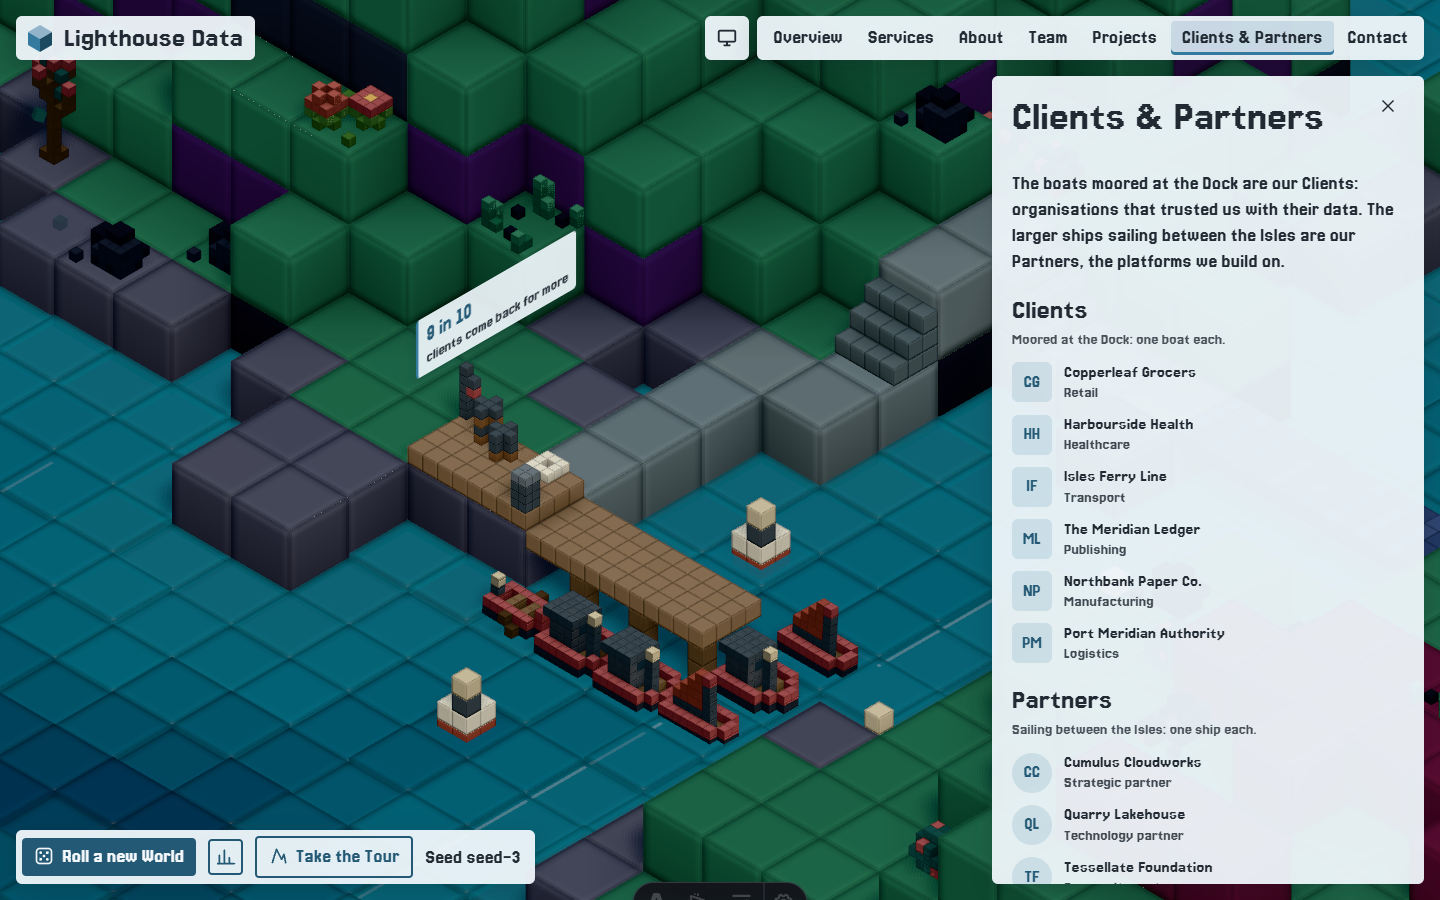 Lighthouse Data
Overview Services About Team Projects Clients & Partners Contact
Clients & Partners
The boats moored at the Dock are our Clients:
organisations that trusted us with their data. The
larger ships sailing between the Isles are our
Partners, the platforms we build on.
Clients
Moored at the Dock: one boat each.
CG Copperleaf Grocers
Retail
HH Harbourside Health
Healthcare
IF Isles Ferry Line
Transport
ML The Meridian Ledger
Publishing
NP Northbank Paper Co.
Manufacturing
PM Port Meridian Authority
Logistics
Partners
Sailing between the Isles: one ship each.
CC Cumulus Cloudworks
Strategic partner
QL Quarry Lakehouse
Technology partner
TF Tessellate Foundation
9 in 10
clients come back for more
Roll a new World
Take the Tour
Seed seed-3